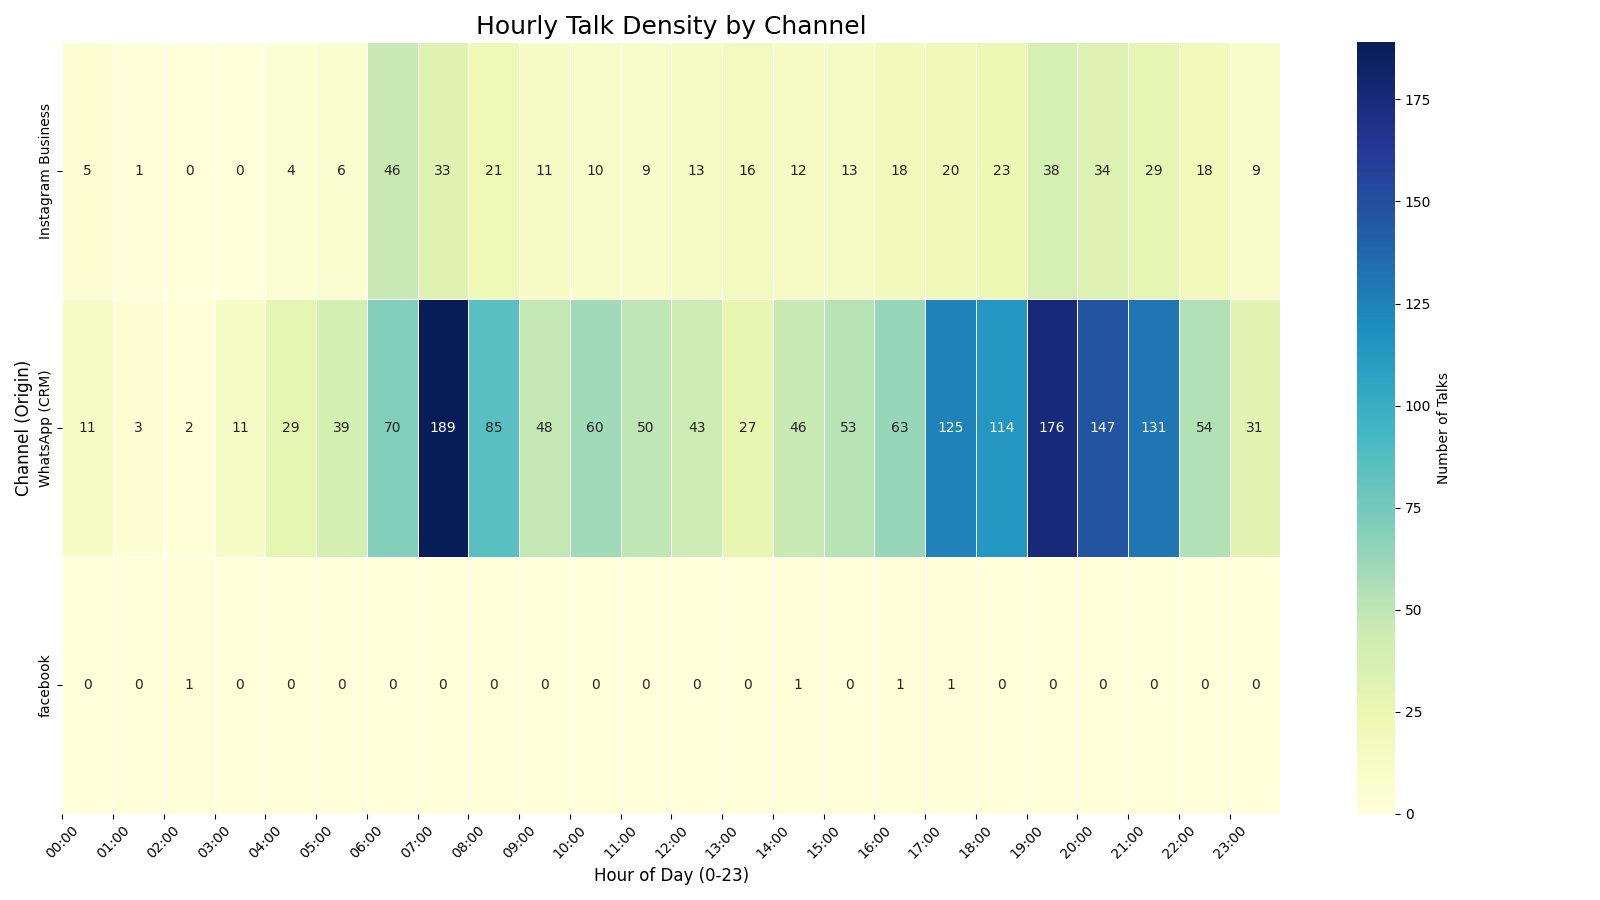 Hourly Talk Density by Channel
Channel (Origin)
Instagram Business
5 1 0 0 4 6 46 33 21 11 10 9 13 16 12 13 18 20 23 38 34 29 18 9
WhatsApp (CRM)
11 3 2 11 29 39 70 189 85 48 60 50 43 27 46 53 63 125 114 176 147 131 54 31
facebook
0 0 1 0 0 0 0 0 0 0 0 0 0 0 1 0 1 1 0 0 0 0 0 0
00:00 01:00 02:00 03:00 04:00 05:00 06:00 07:00 08:00 09:00 10:00 11:00 12:00 13:00 14:00 15:00 16:00 17:00 18:00 19:00 20:00 21:00 22:00 23:00
Hour of Day (0-23)
175
150
125
100
75
50
25
0
Number of Talks